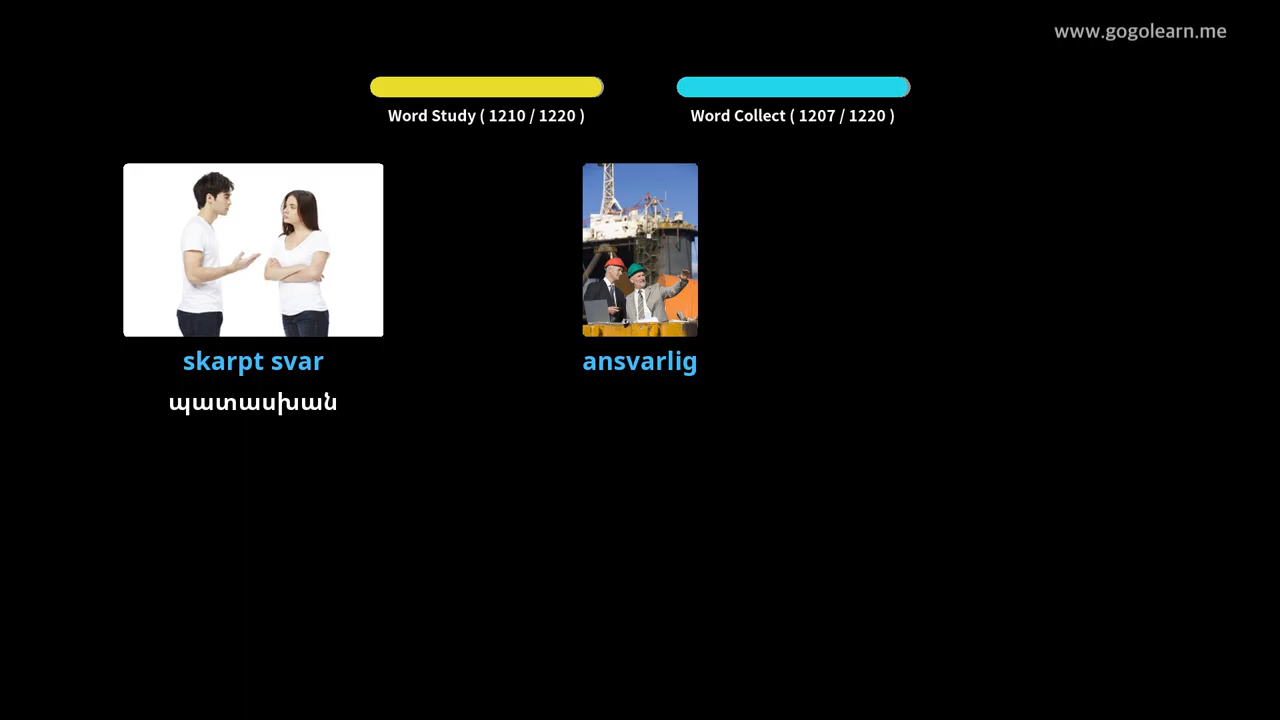 www.gogolearn.me
Word Study ( 1210 / 1220 )
Word Collect ( 1207 / 1220 )
skarpt svar
ansvarlig
պատասխան